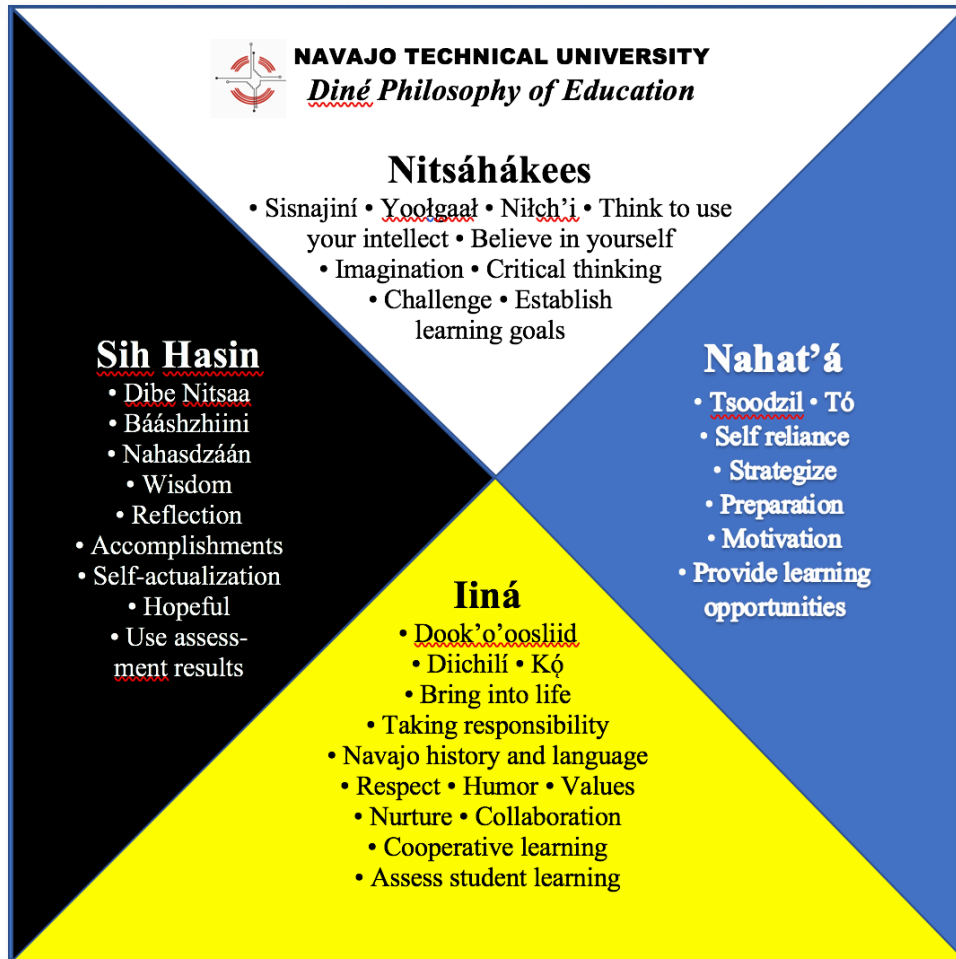 NAVAJO TECHNICAL UNIVERSITY
Diné Philosophy of Education
Nitsáhákees
• Sisnajiní • Yoołgaał • Niłch’i • Think to use
your intellect • Believe in yourself
• Imagination • Critical thinking
• Challenge • Establish
learning goals
Sih Hasin
• Dibe Nitsaa
• Bááshzhiini
• Nahasdzáán
• Wisdom
• Reflection
• Accomplishments
• Self-actualization
• Hopeful
• Use assess-
ment results
Nahat’á
• Tsoodzil • Tó
• Self reliance
• Strategize
• Preparation
• Motivation
• Provide learning
opportunities
Iiná
• Dook’o’oosliid
• Diichilí • Kǫ́
• Bring into life
• Taking responsibility
• Navajo history and language
• Respect • Humor • Values
• Nurture • Collaboration
• Cooperative learning
• Assess student learning